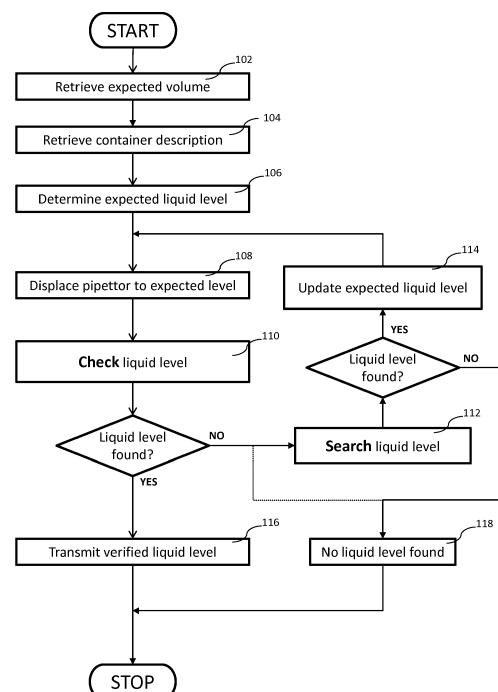 START
102
Retrieve expected volume
104
Retrieve container description
106
Determine expected liquid level
108
Displace pipettor to expected level
114
Update expected liquid level
110
Check liquid level
YES
Liquid level
found?
NO
112
Search liquid level
Liquid level
found?
NO
YES
116
Transmit verified liquid level
118
No liquid level found
STOP